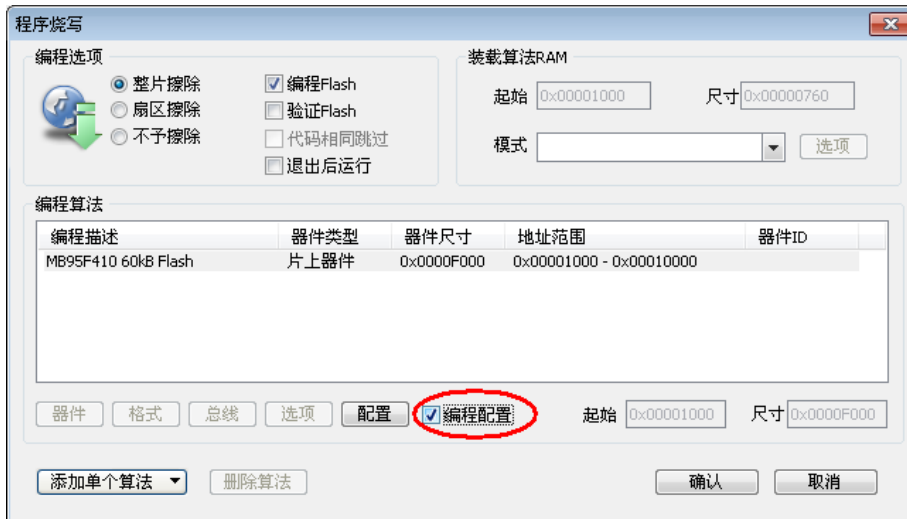 程序烧写
编程选项
整片擦除
扇区擦除
不予擦除
编程Flash
验证Flash
代码相同跳过
退出后运行
装载算法RAM
起始 0x00001000 尺寸 0x00000760
模式 选项
编程算法
编程描述 器件类型 器件尺寸 地址范围 器件ID
MB95F410 60kB Flash 片上器件 0x0000F000 0x00001000 - 0x00010000
器件 格式 总线 选项 配置 编程配置 起始 0x00001000 尺寸 0x0000F000
添加单个算法 删除算法 确认 取消